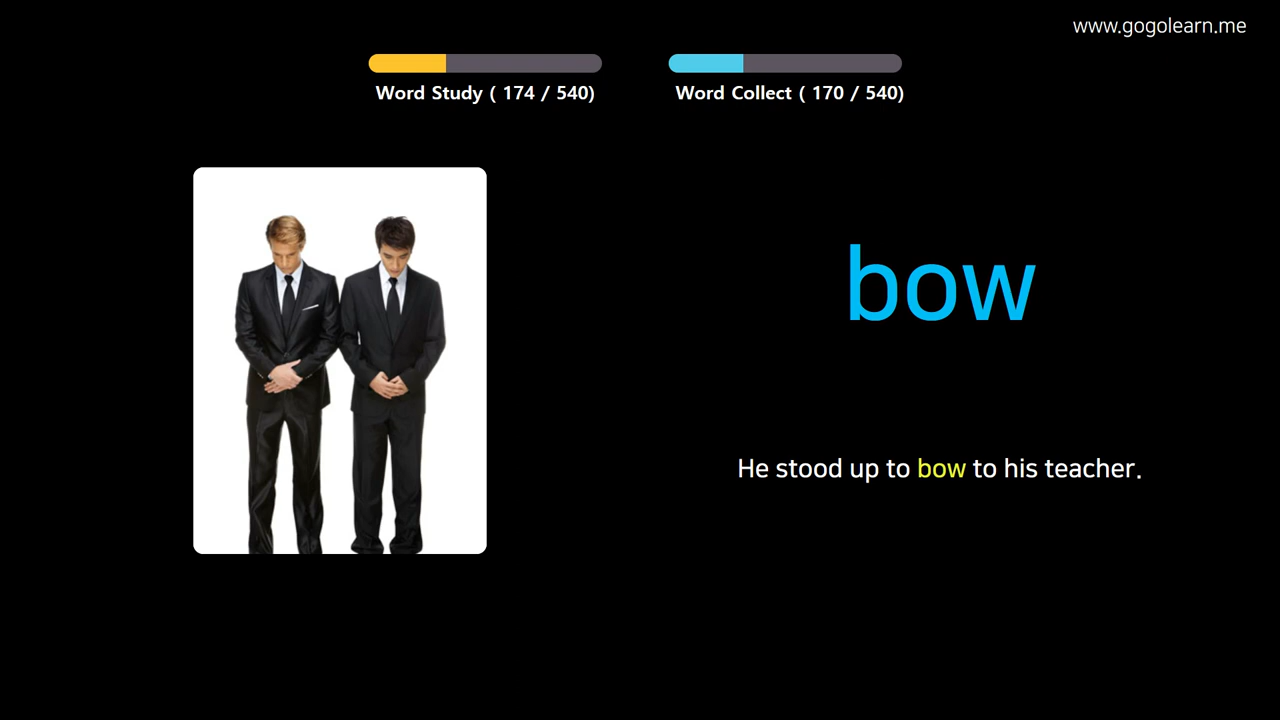 www.gogolearn.me
Word Study ( 174 / 540)
Word Collect ( 170 / 540)
bow
He stood up to bow to his teacher.